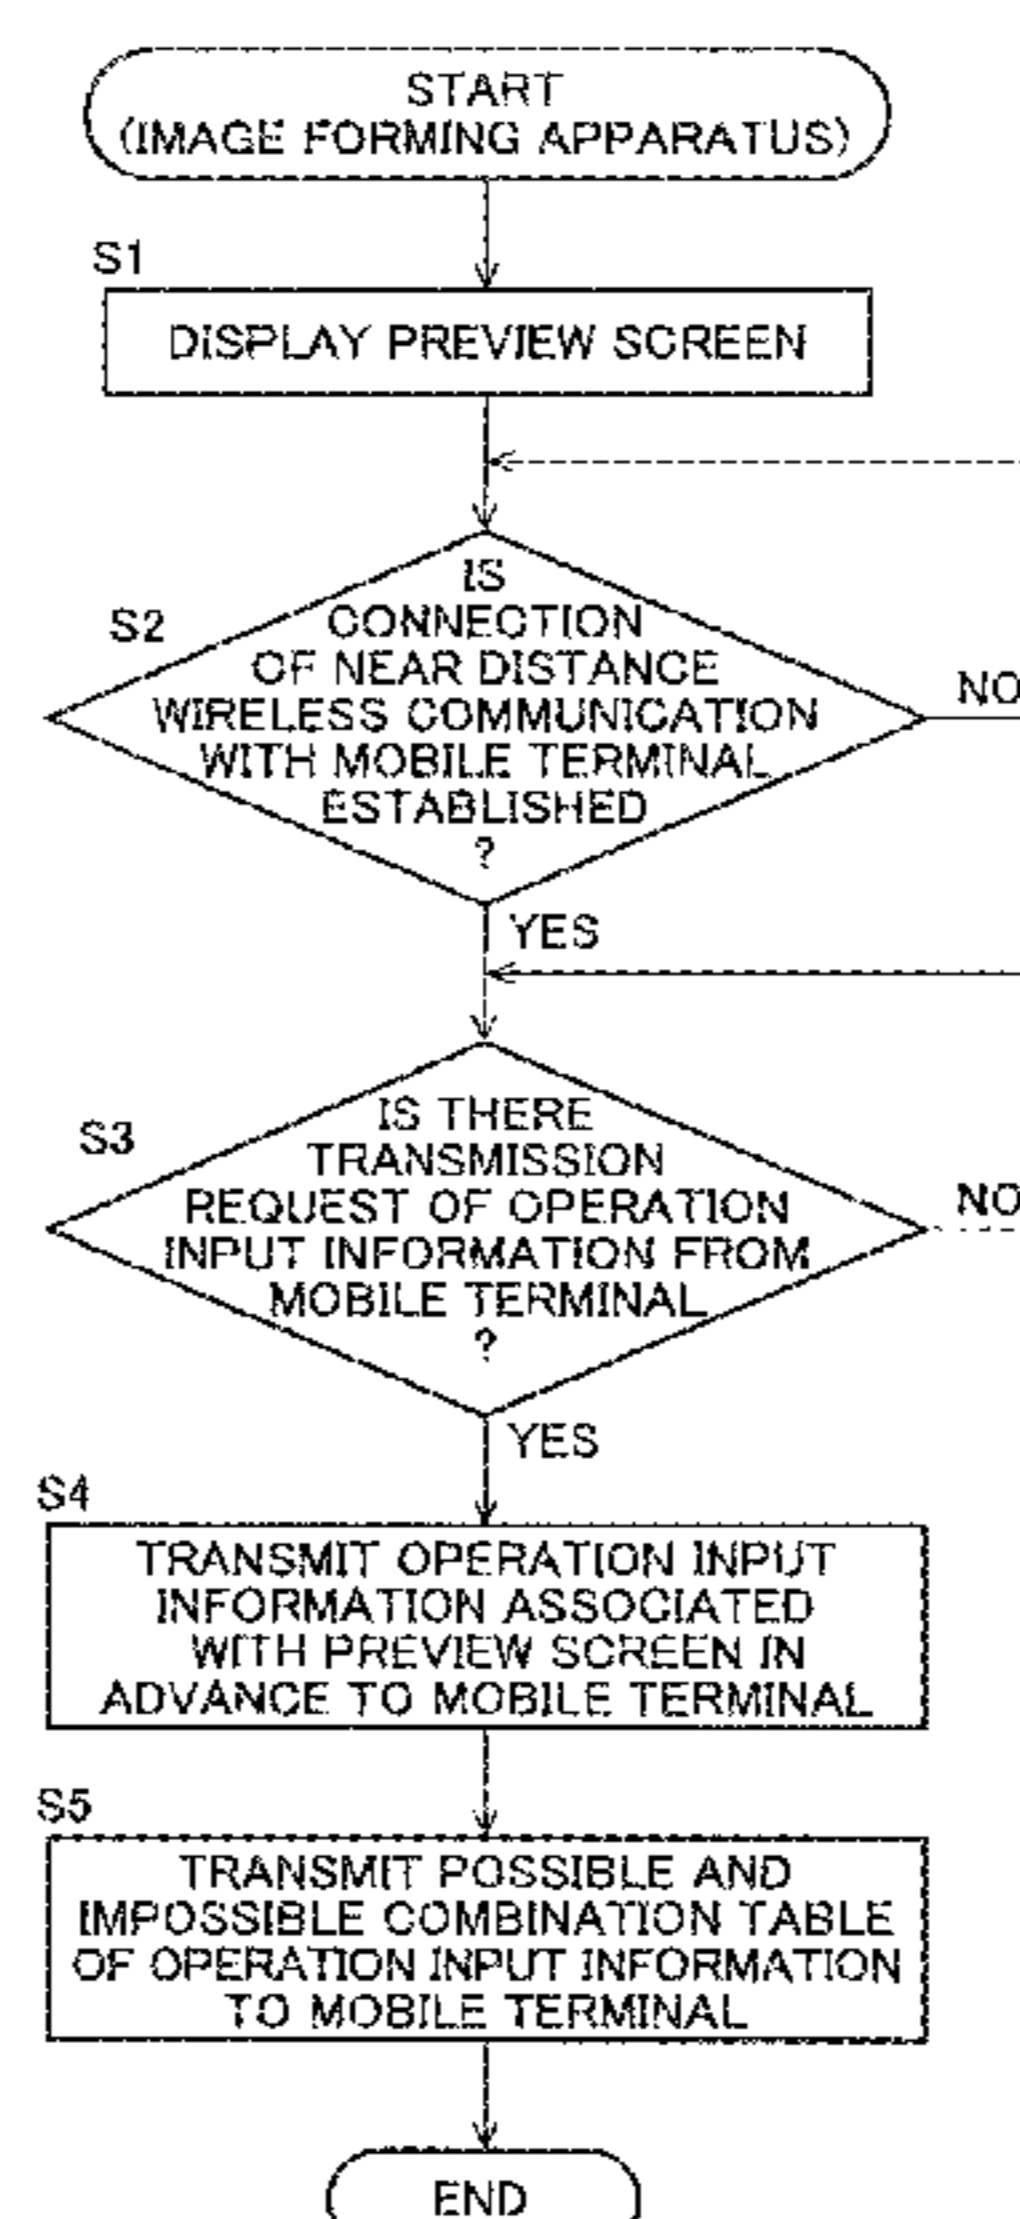 START
(IMAGE FORMING APPARATUS)
S1
DISPLAY PREVIEW SCREEN
S2
IS
CONNECTION
OF NEAR DISTANCE
WIRELESS COMMUNICATION
WITH MOBILE TERMINAL
ESTABLISHED
?
NO
YES
S3
IS THERE
TRANSMISSION
REQUEST OF OPERATION
INPUT INFORMATION FROM
MOBILE TERMINAL
?
NO
YES
S4
TRANSMIT OPERATION INPUT
INFORMATION ASSOCIATED
WITH PREVIEW SCREEN IN
ADVANCE TO MOBILE TERMINAL
S5
TRANSMIT POSSIBLE AND
IMPOSSIBLE COMBINATION TABLE
OF OPERATION INPUT INFORMATION
TO MOBILE TERMINAL
END